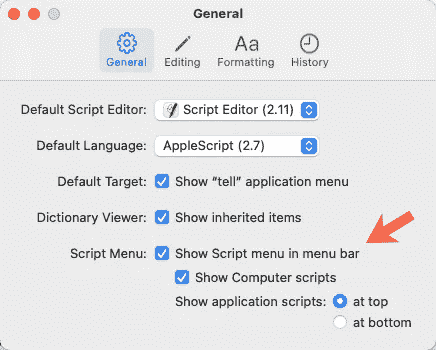 General
General Editing Formatting History
Default Script Editor: Script Editor (2.11)
Default Language: AppleScript (2.7)
Default Target: Show “tell” application menu
Dictionary Viewer: Show inherited items
Script Menu: Show Script menu in menu bar
Show Computer scripts
Show application scripts: at top
at bottom